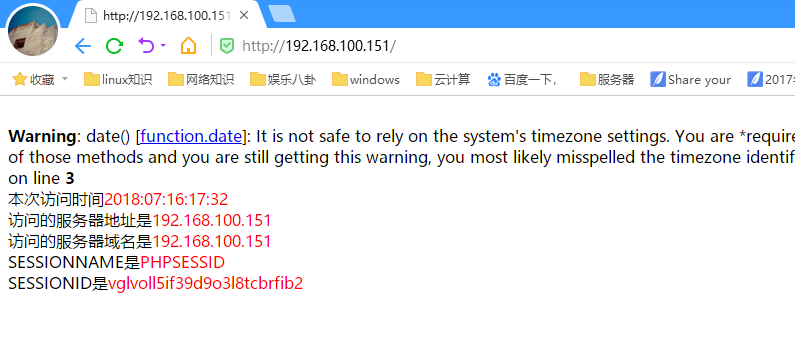 http://192.168.100.151
http://192.168.100.151/
收藏 linux知识 网络知识 娱乐八卦 windows 云计算 百度一下, 服务器 Share your 2017年
Warning: date() [function.date]: It is not safe to rely on the system's timezone settings. You are *require
of those methods and you are still getting this warning, you most likely misspelled the timezone identif
on line 3
本次访问时间2018:07:16:17:32
访问的服务器地址是192.168.100.151
访问的服务器域名是192.168.100.151
SESSIONNAME是PHPSESSID
SESSIONID是vglvoll5if39d9o3l8tcbrfib2